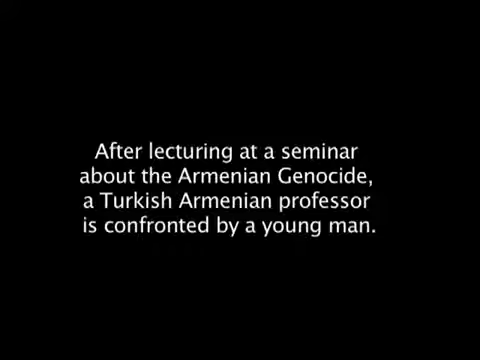 After lecturing at a seminar
about the Armenian Genocide,
a Turkish Armenian professor
is confronted by a young man.